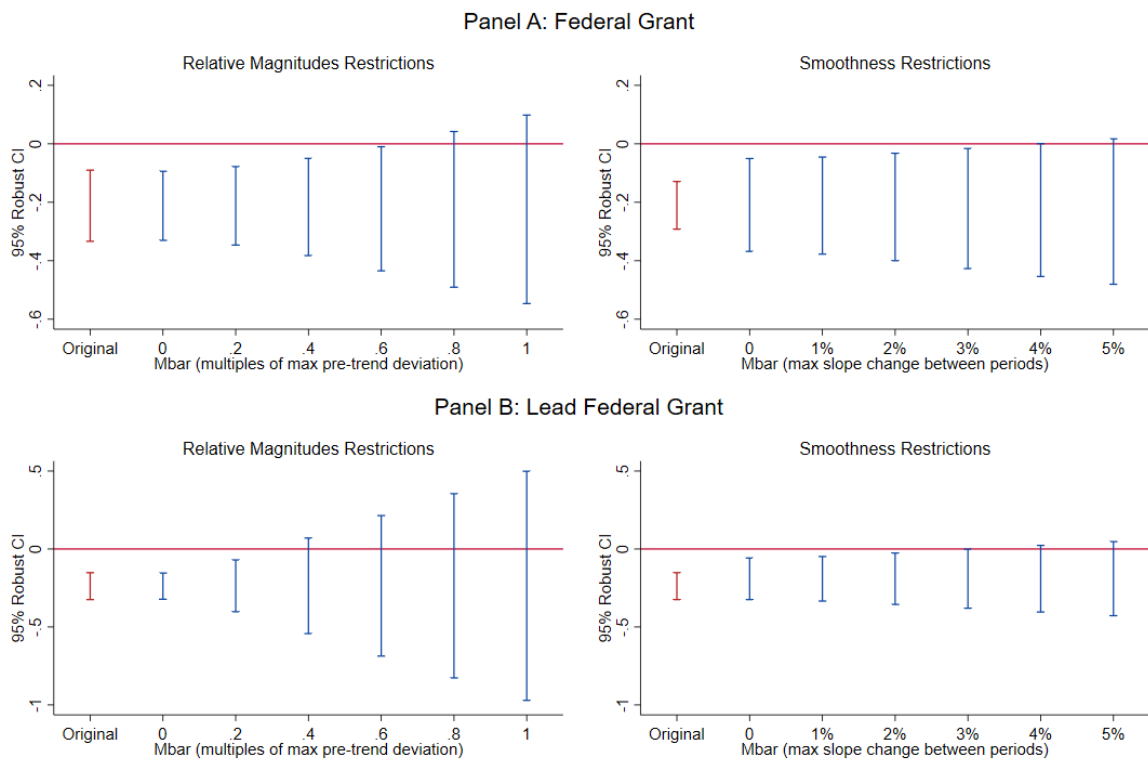 Panel A: Federal Grant
Relative Magnitudes Restrictions
95% Robust CI
.2
0
-.2
-.4
-.6
Original 0 .2 .4 .6 .8 1
Mbar (multiples of max pre-trend deviation)
Smoothness Restrictions
95% Robust CI
.2
0
-.2
-.4
-.6
Original 0 1% 2% 3% 4% 5%
Mbar (max slope change between periods)
Panel B: Lead Federal Grant
Relative Magnitudes Restrictions
95% Robust CI
.5
0
-.5
-1
Original 0 .2 .4 .6 .8 1
Mbar (multiples of max pre-trend deviation)
Smoothness Restrictions
95% Robust CI
.5
0
-.5
-1
Original 0 1% 2% 3% 4% 5%
Mbar (max slope change between periods)